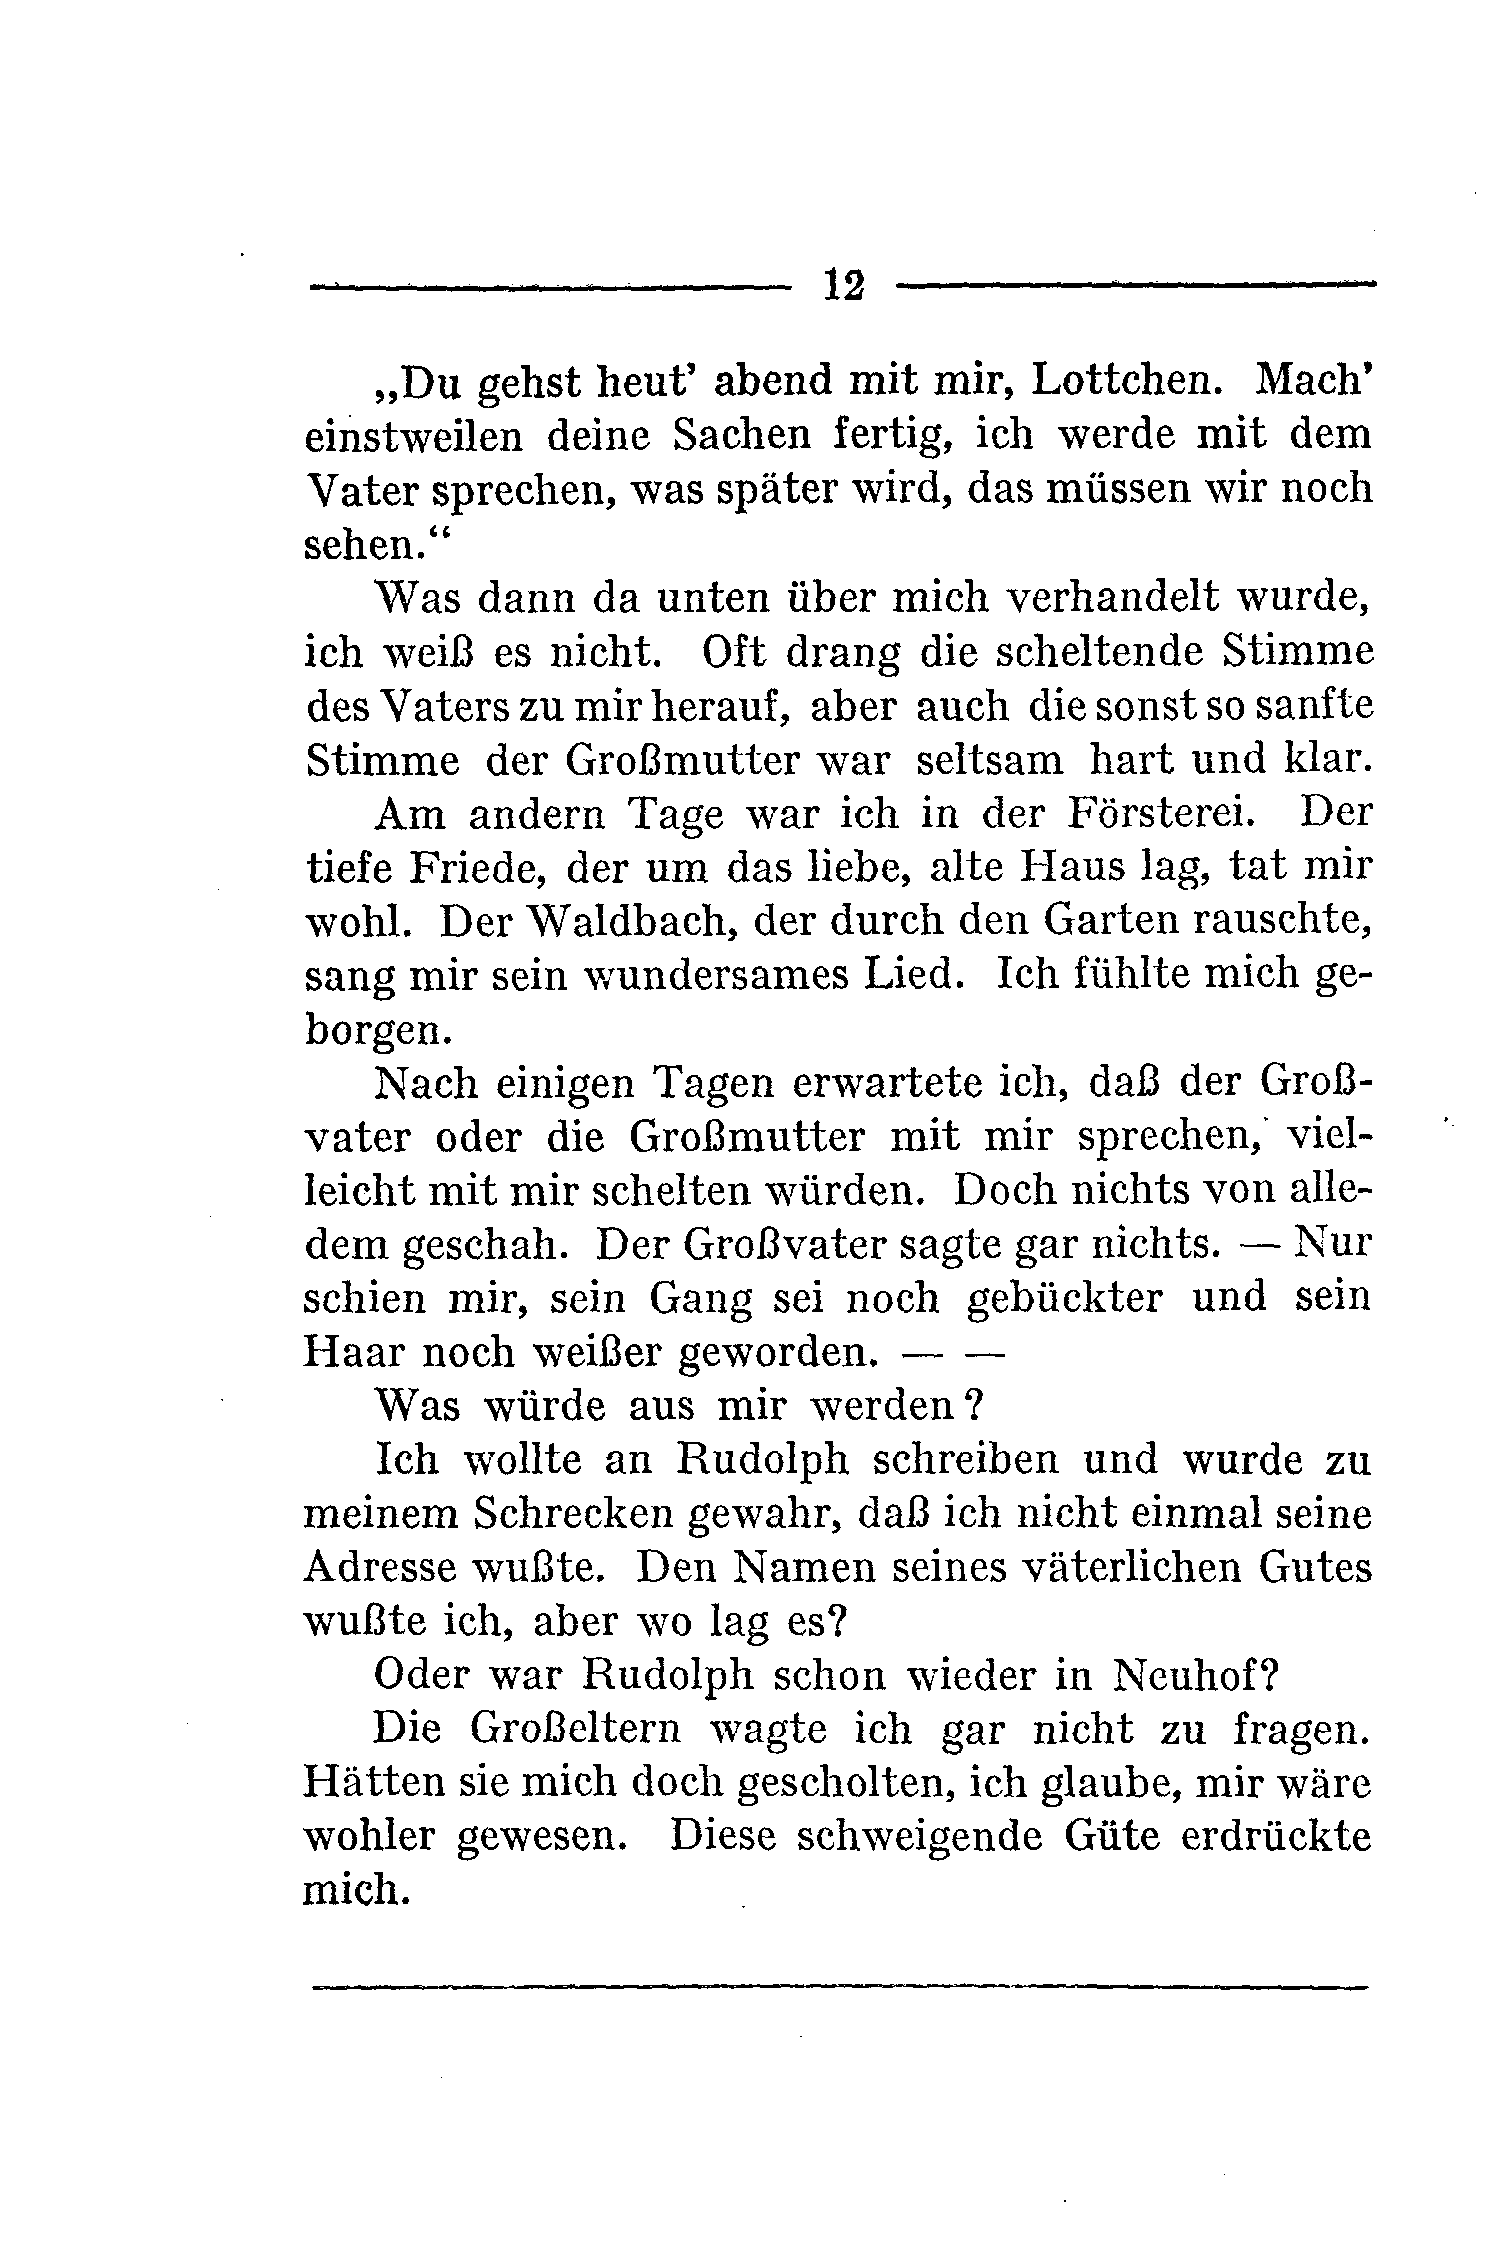 12
„Du gehst heut’ abend mit mir, Lottchen. Mach’
einstweilen deine Sachen fertig, ich werde mit dem
Vater sprechen, was später wird, das müssen wir noch
sehen.“
Was dann da unten über mich verhandelt wurde,
ich weiß es nicht. Oft drang die scheltende Stimme
des Vaters zu mir herauf, aber auch die sonst so sanfte
Stimme der Großmutter war seltsam hart und klar.
Am andern Tage war ich in der Försterei. Der
tiefe Friede, der um das liebe, alte Haus lag, tat mir
wohl. Der Waldbach, der durch den Garten rauschte,
sang mir sein wundersames Lied. Ich fühlte mich ge-
borgen.
Nach einigen Tagen erwartete ich, daß der Groß-
vater oder die Großmutter mit mir sprechen, viel-
leicht mit mir schelten würden. Doch nichts von alle-
dem geschah. Der Großvater sagte gar nichts. — Nur
schien mir, sein Gang sei noch gebückter und sein
Haar noch weißer geworden. — —
Was würde aus mir werden?
Ich wollte an Rudolph schreiben und wurde zu
meinem Schrecken gewahr, daß ich nicht einmal seine
Adresse wußte. Den Namen seines väterlichen Gutes
wußte ich, aber wo lag es?
Oder war Rudolph schon wieder in Neuhof?
Die Großeltern wagte ich gar nicht zu fragen.
Hätten sie mich doch gescholten, ich glaube, mir wäre
wohler gewesen. Diese schweigende Güte erdrückte
mich.